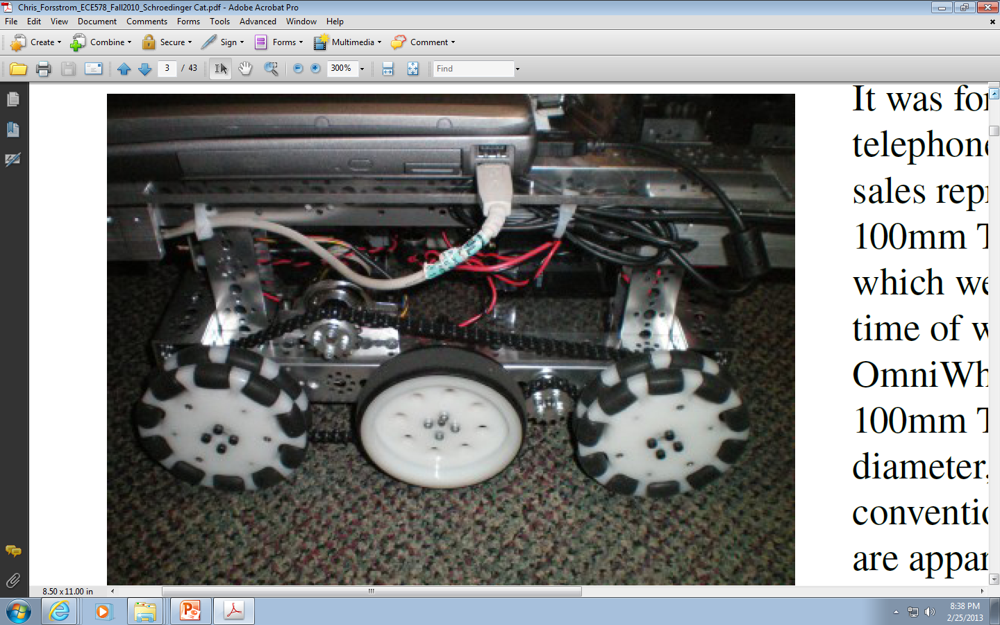 Chris_Forsstrom_ECE578_Fall2010_Schroedinger Cat.pdf - Adobe Acrobat Pro
File Edit View Document Comments Forms Tools Advanced Window Help
Create Combine Secure Sign Forms Multimedia Comment
3 / 43 300% Find
It was for
telephone
sales repr
100mm T
which we
time of w
OmniWh
100mm T
diameter,
conventio
are appar
8.50 x 11.00 in
8:38 PM
2/25/2013